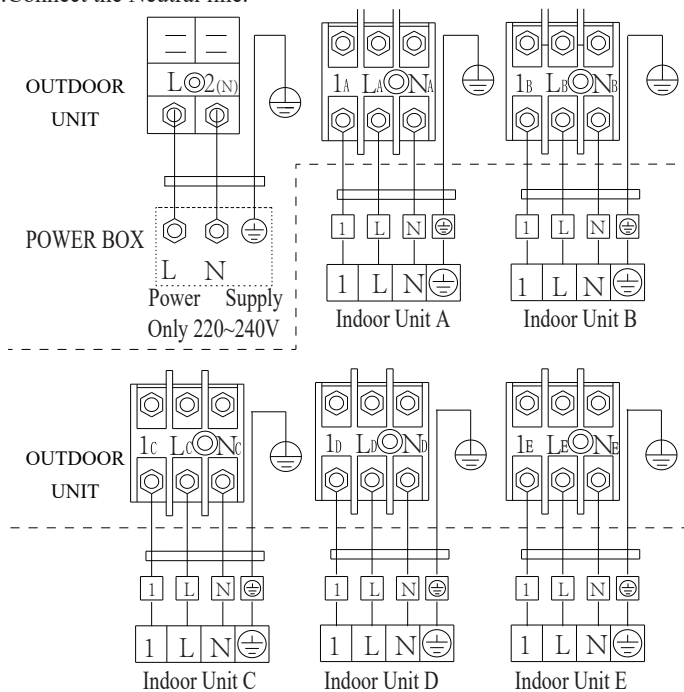 .Connect the Neutral line.
OUTDOOR
UNIT
L 2(N)
1A LA NA
1B LB NB
POWER BOX
L N
Power Supply
Only 220~240V
1 L N
1 L N
Indoor Unit A
1 L N
1 L N
Indoor Unit B
OUTDOOR
UNIT
1C LC NC
1D LD ND
1E LE NE
1 L N
1 L N
Indoor Unit C
1 L N
1 L N
Indoor Unit D
1 L N
1 L N
Indoor Unit E